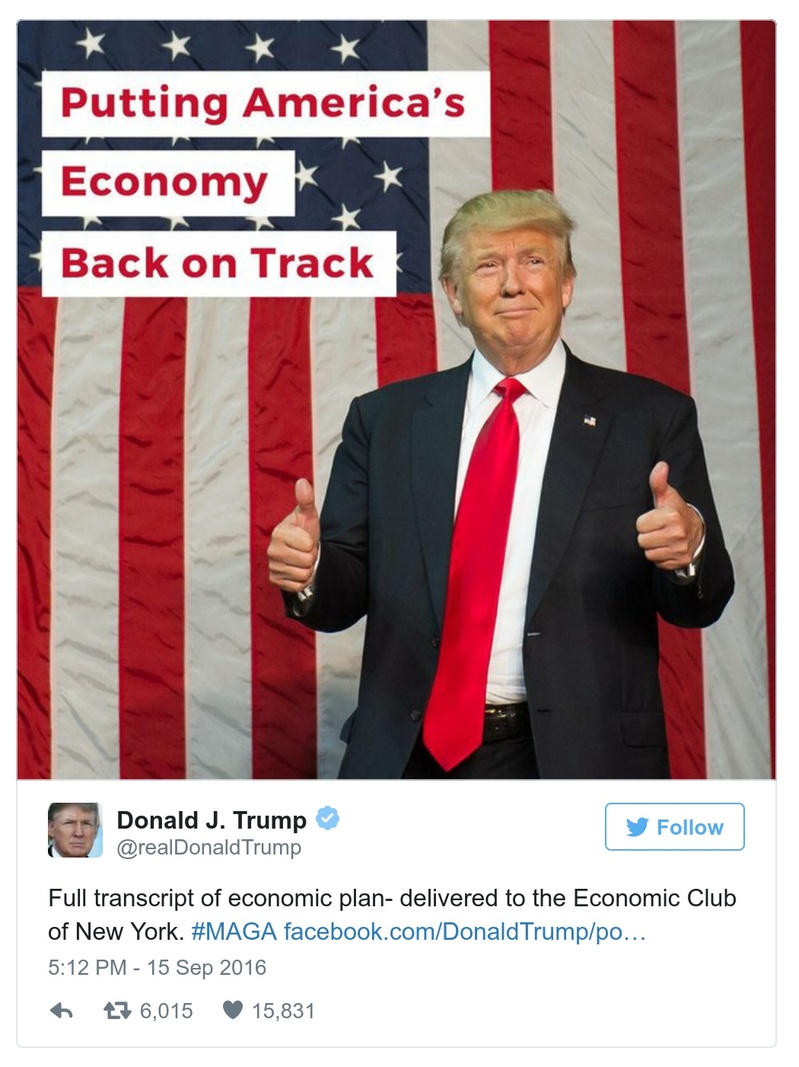 Putting America’s
Economy
Back on Track
Donald J. Trump
@realDonaldTrump
Follow
Full transcript of economic plan- delivered to the Economic Club
of New York. #MAGA facebook.com/DonaldTrump/po…
5:12 PM - 15 Sep 2016
6,015 15,831